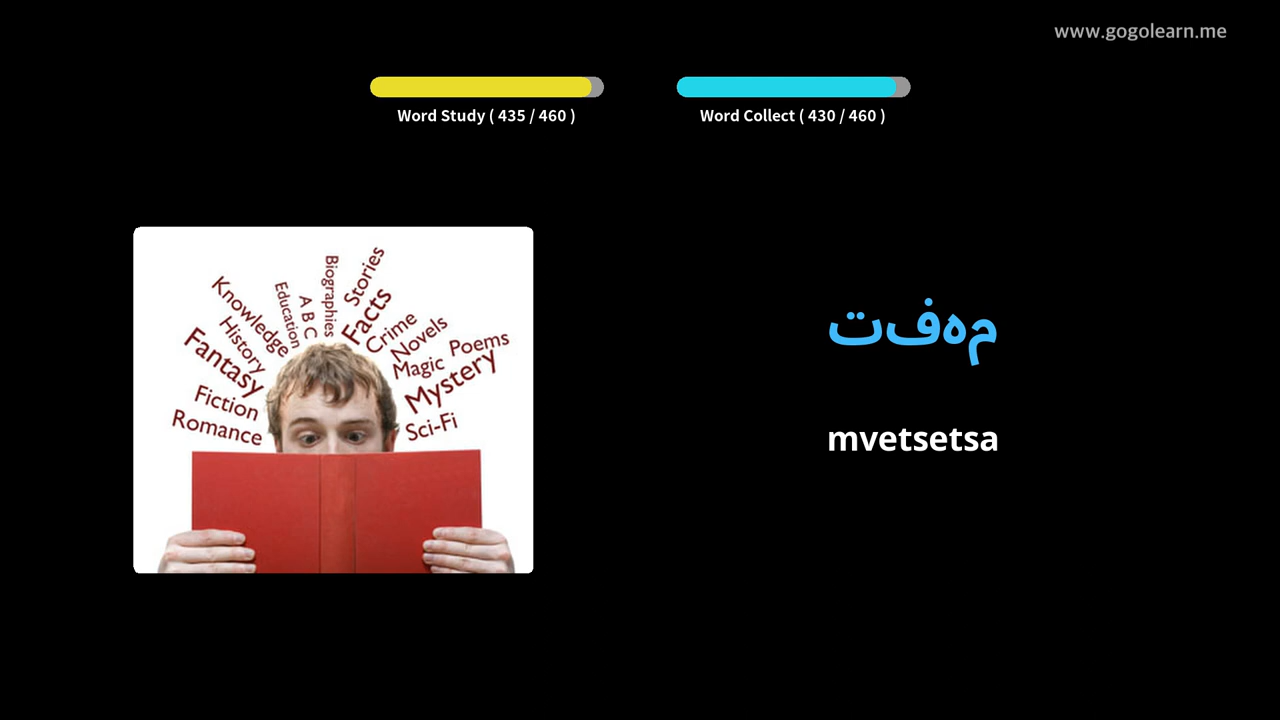 www.gogolearn.me
Word Study ( 435 / 460 )
Word Collect ( 430 / 460 )
Romance
Fiction
Fantasy
History
Knowledge
Education
A B C
Biographies
Stories
Facts
Crime
Novels
Magic
Poems
Mystery
Sci-Fi
تفهم
mvetsetsa